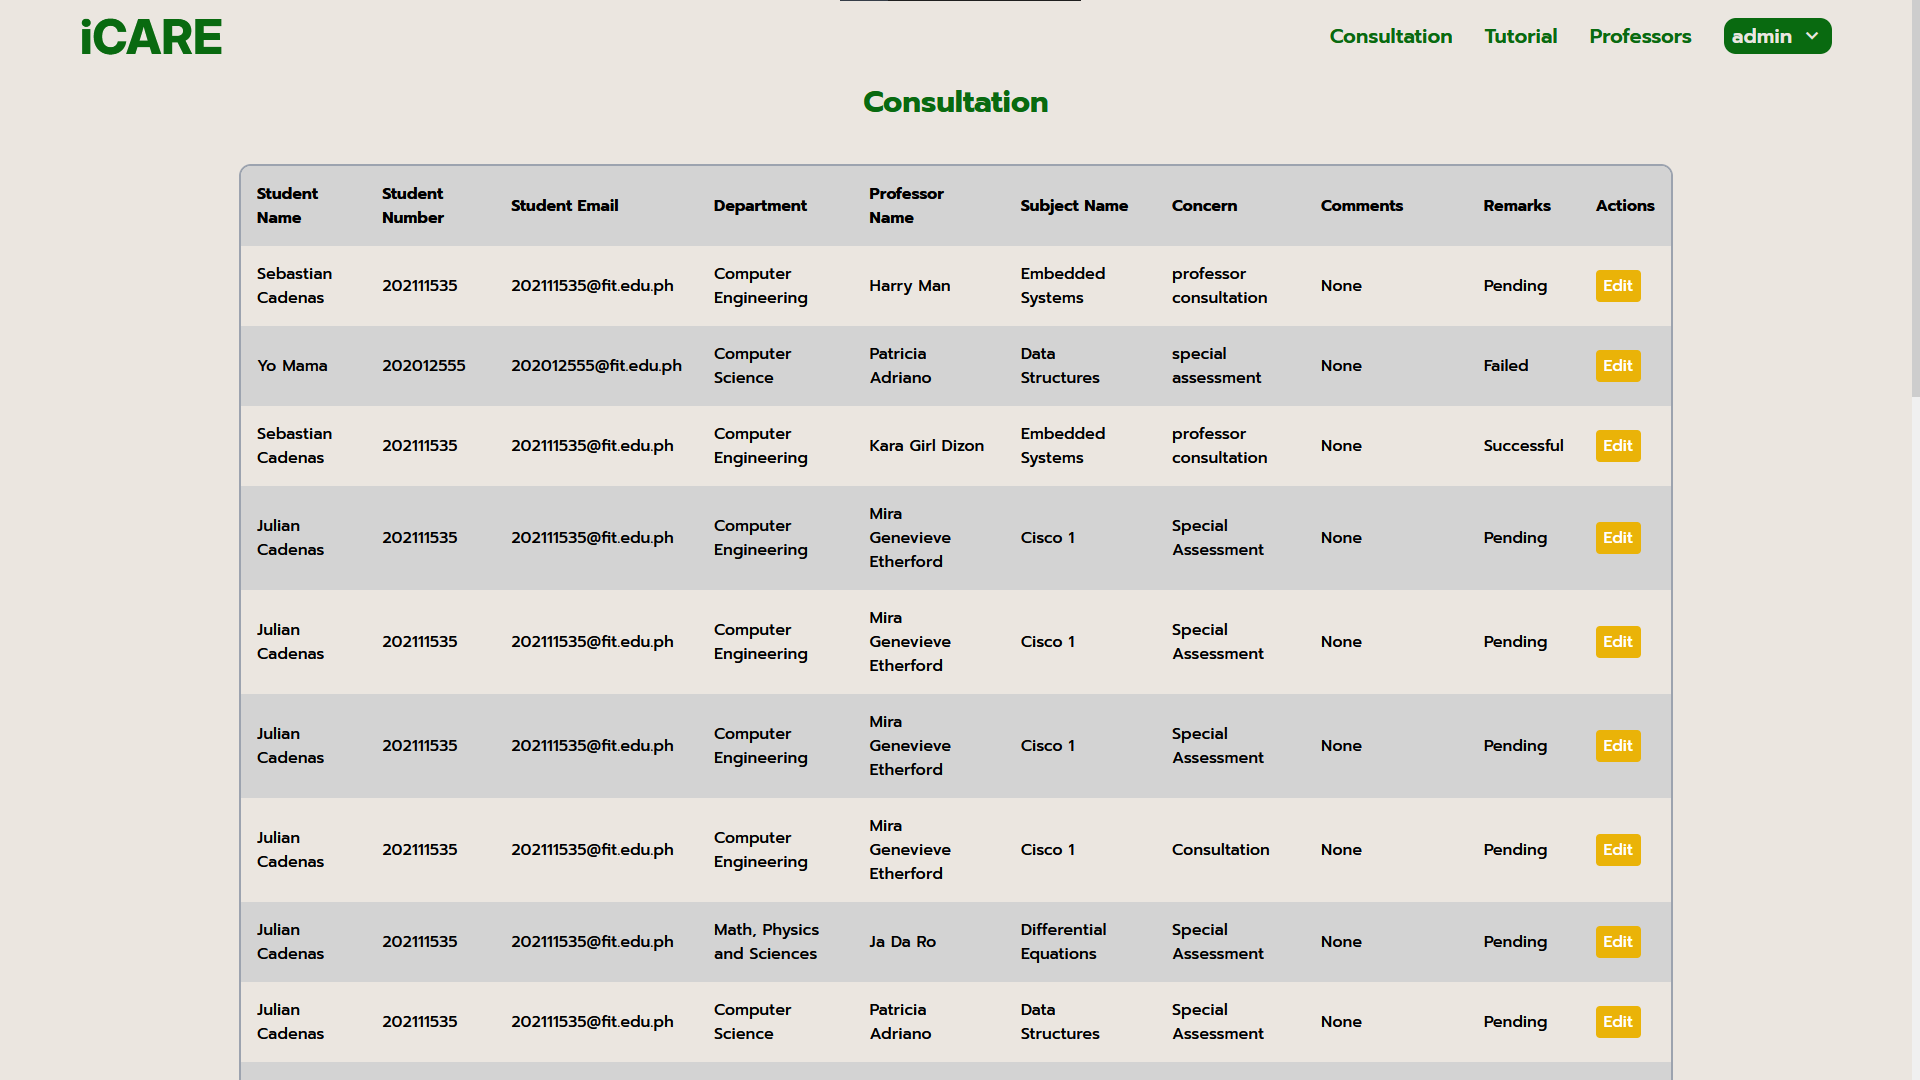 iCARE
Consultation Tutorial Professors admin
Consultation
Student Name Student Number Student Email Department Professor Name Subject Name Concern Comments Remarks Actions
Sebastian Cadenas 202111535 202111535@fit.edu.ph Computer Engineering Harry Man Embedded Systems professor consultation None Pending Edit
Yo Mama 202012555 202012555@fit.edu.ph Computer Science Patricia Adriano Data Structures special assessment None Failed Edit
Sebastian Cadenas 202111535 202111535@fit.edu.ph Computer Engineering Kara Girl Dizon Embedded Systems professor consultation None Successful Edit
Julian Cadenas 202111535 202111535@fit.edu.ph Computer Engineering Mira Genevieve Etherford Cisco 1 Special Assessment None Pending Edit
Julian Cadenas 202111535 202111535@fit.edu.ph Computer Engineering Mira Genevieve Etherford Cisco 1 Special Assessment None Pending Edit
Julian Cadenas 202111535 202111535@fit.edu.ph Computer Engineering Mira Genevieve Etherford Cisco 1 Special Assessment None Pending Edit
Julian Cadenas 202111535 202111535@fit.edu.ph Computer Engineering Mira Genevieve Etherford Cisco 1 Consultation None Pending Edit
Julian Cadenas 202111535 202111535@fit.edu.ph Math, Physics and Sciences Ja Da Ro Differential Equations Special Assessment None Pending Edit
Julian Cadenas 202111535 202111535@fit.edu.ph Computer Science Patricia Adriano Data Structures Special Assessment None Pending Edit